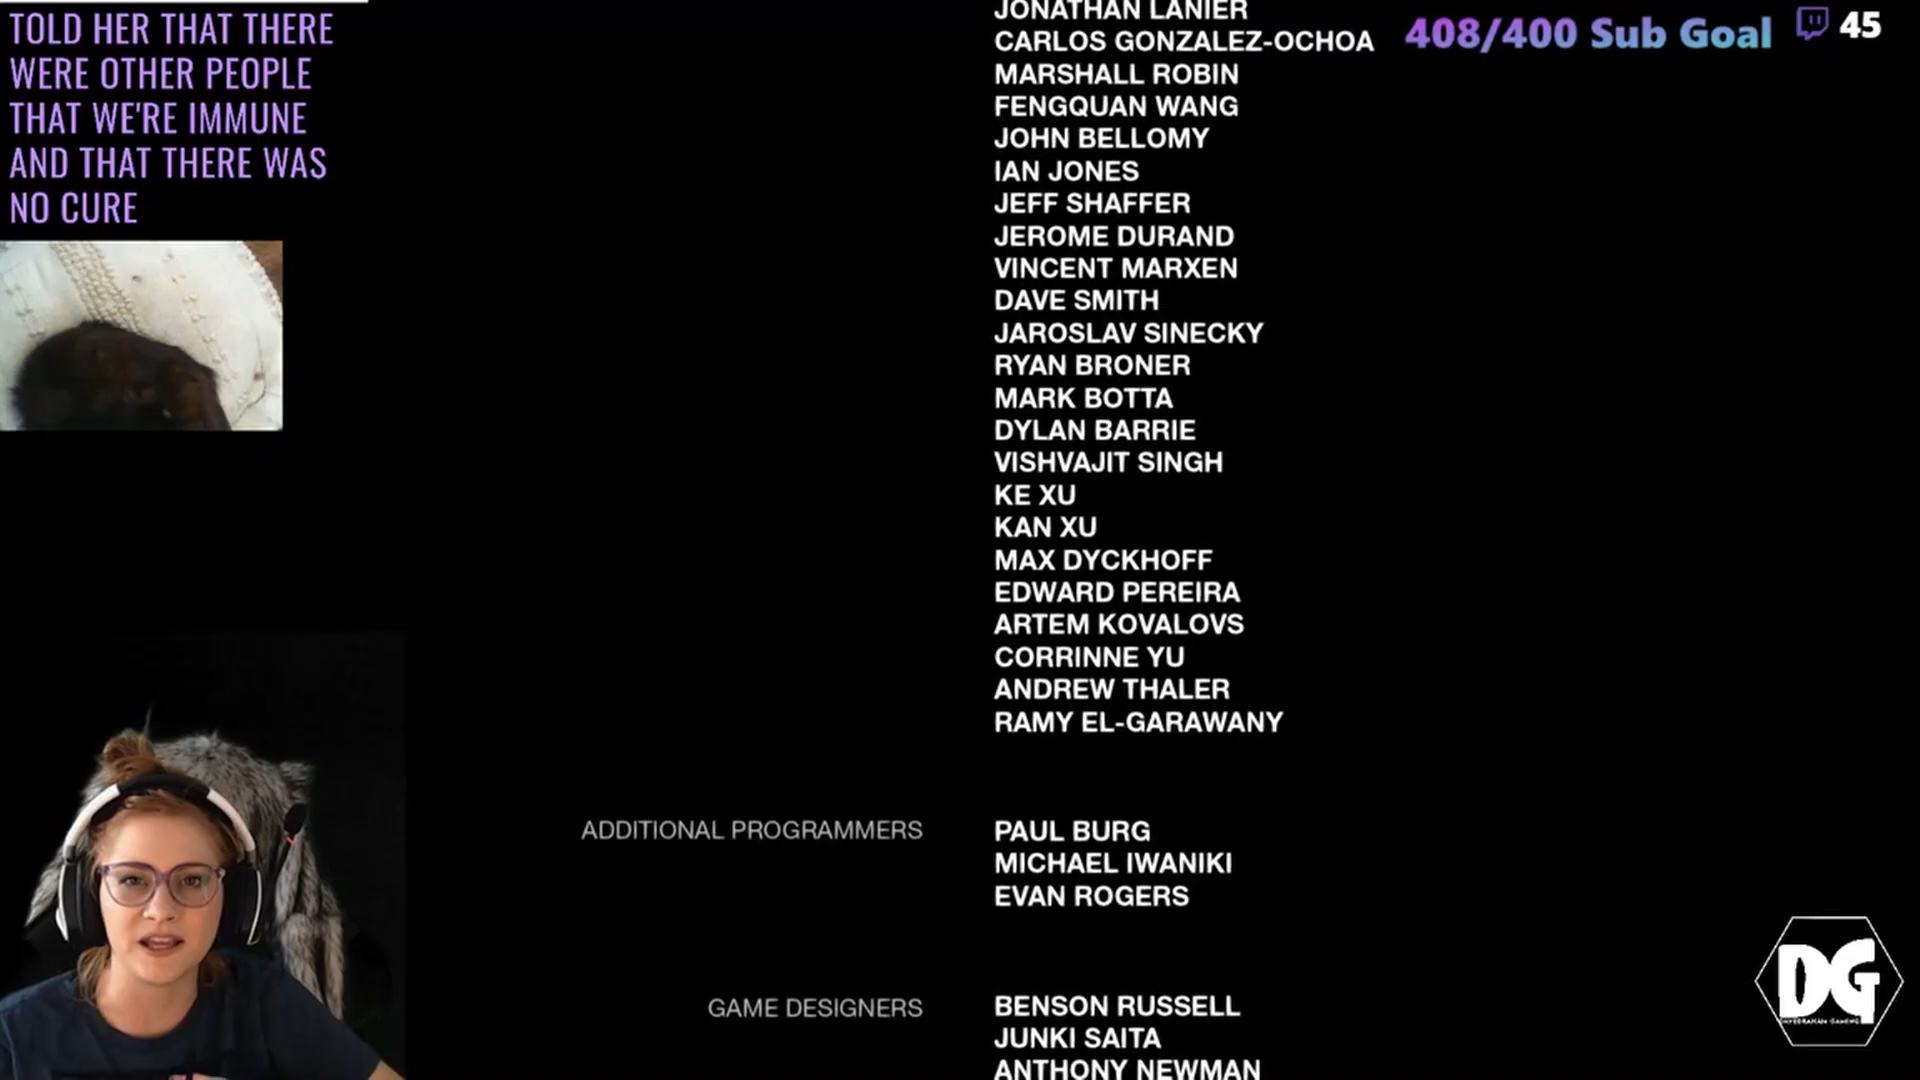 TOLD HER THAT THERE
WERE OTHER PEOPLE
THAT WE'RE IMMUNE
AND THAT THERE WAS
NO CURE
408/400 Sub Goal
45
JONATHAN LANIER
CARLOS GONZALEZ-OCHOA
MARSHALL ROBIN
FENGQUAN WANG
JOHN BELLOMY
IAN JONES
JEFF SHAFFER
JEROME DURAND
VINCENT MARXEN
DAVE SMITH
JAROSLAV SINECKY
RYAN BRONER
MARK BOTTA
DYLAN BARRIE
VISHVAJIT SINGH
KE XU
KAN XU
MAX DYCKHOFF
EDWARD PEREIRA
ARTEM KOVALOVS
CORRINNE YU
ANDREW THALER
RAMY EL-GARAWANY
ADDITIONAL PROGRAMMERS PAUL BURG
MICHAEL IWANIKI
EVAN ROGERS
GAME DESIGNERS BENSON RUSSELL
JUNKI SAITA
ANTHONY NEWMAN
DG